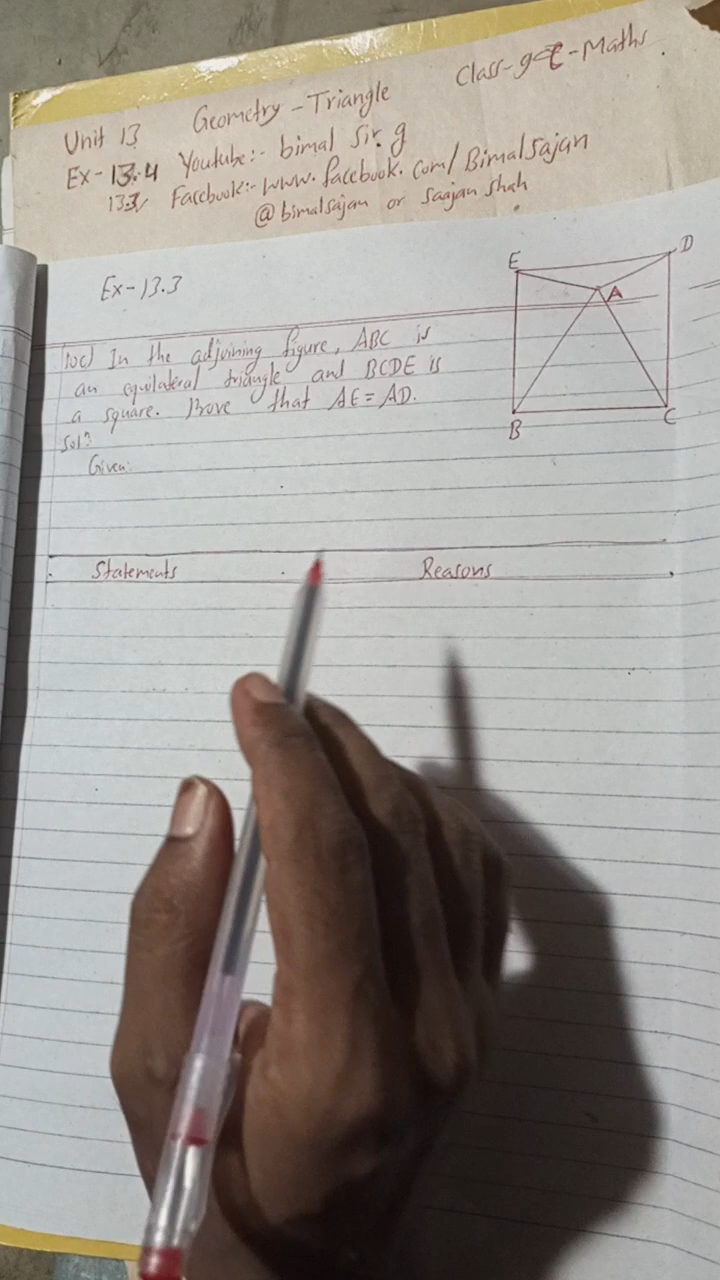 Class-9 - Maths
Unit 13 Geometry - Triangle
Ex-13.4 Youtube:- bimal Sir g
13.3/ Facebook:- www.facebook.com/Bimalsajan
@bimalsajan or saajan shah
Ex-13.3
10c) In the adjoining figure, ABC is
an equilateral triangle and BCDE is
a square. Prove that AE = AD.
Solⁿ:
Given:
E
D
A
B
C
Statements Reasons